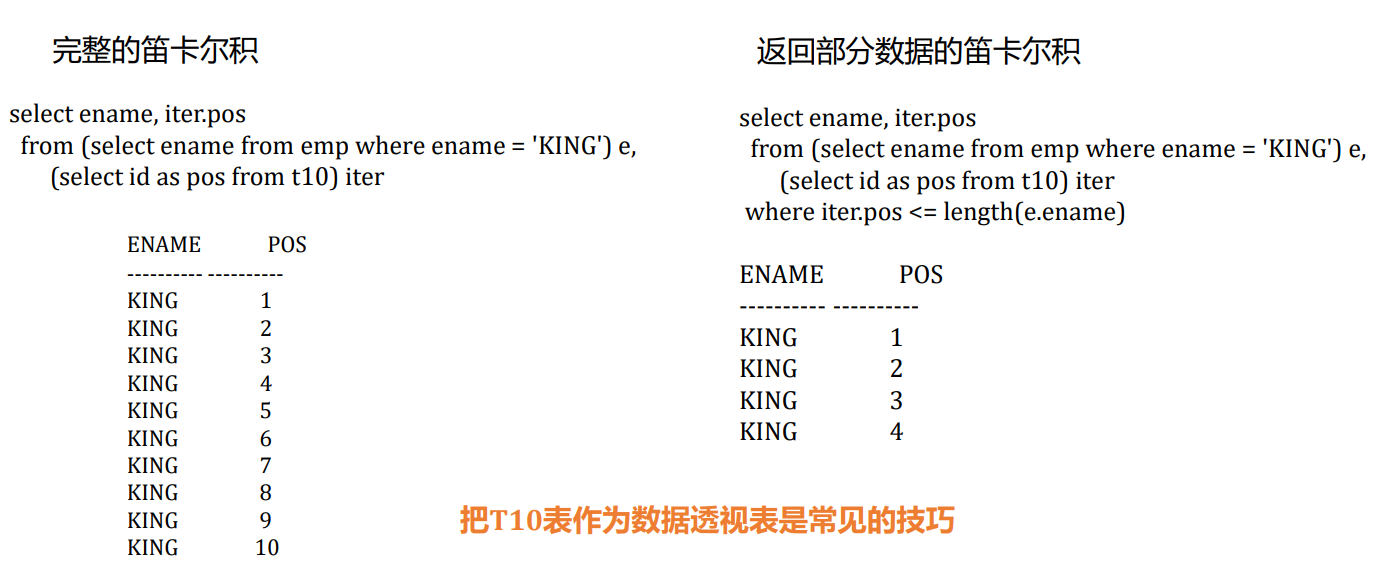 完整的笛卡尔积
select ename, iter.pos
from (select ename from emp where ename = 'KING') e,
(select id as pos from t10) iter
ENAME POS
---------- ----------
KING 1
KING 2
KING 3
KING 4
KING 5
KING 6
KING 7
KING 8
KING 9
KING 10
返回部分数据的笛卡尔积
select ename, iter.pos
from (select ename from emp where ename = 'KING') e,
(select id as pos from t10) iter
where iter.pos <= length(e.ename)
ENAME POS
---------- ----------
KING 1
KING 2
KING 3
KING 4
把T10表作为数据透视表是常见的技巧